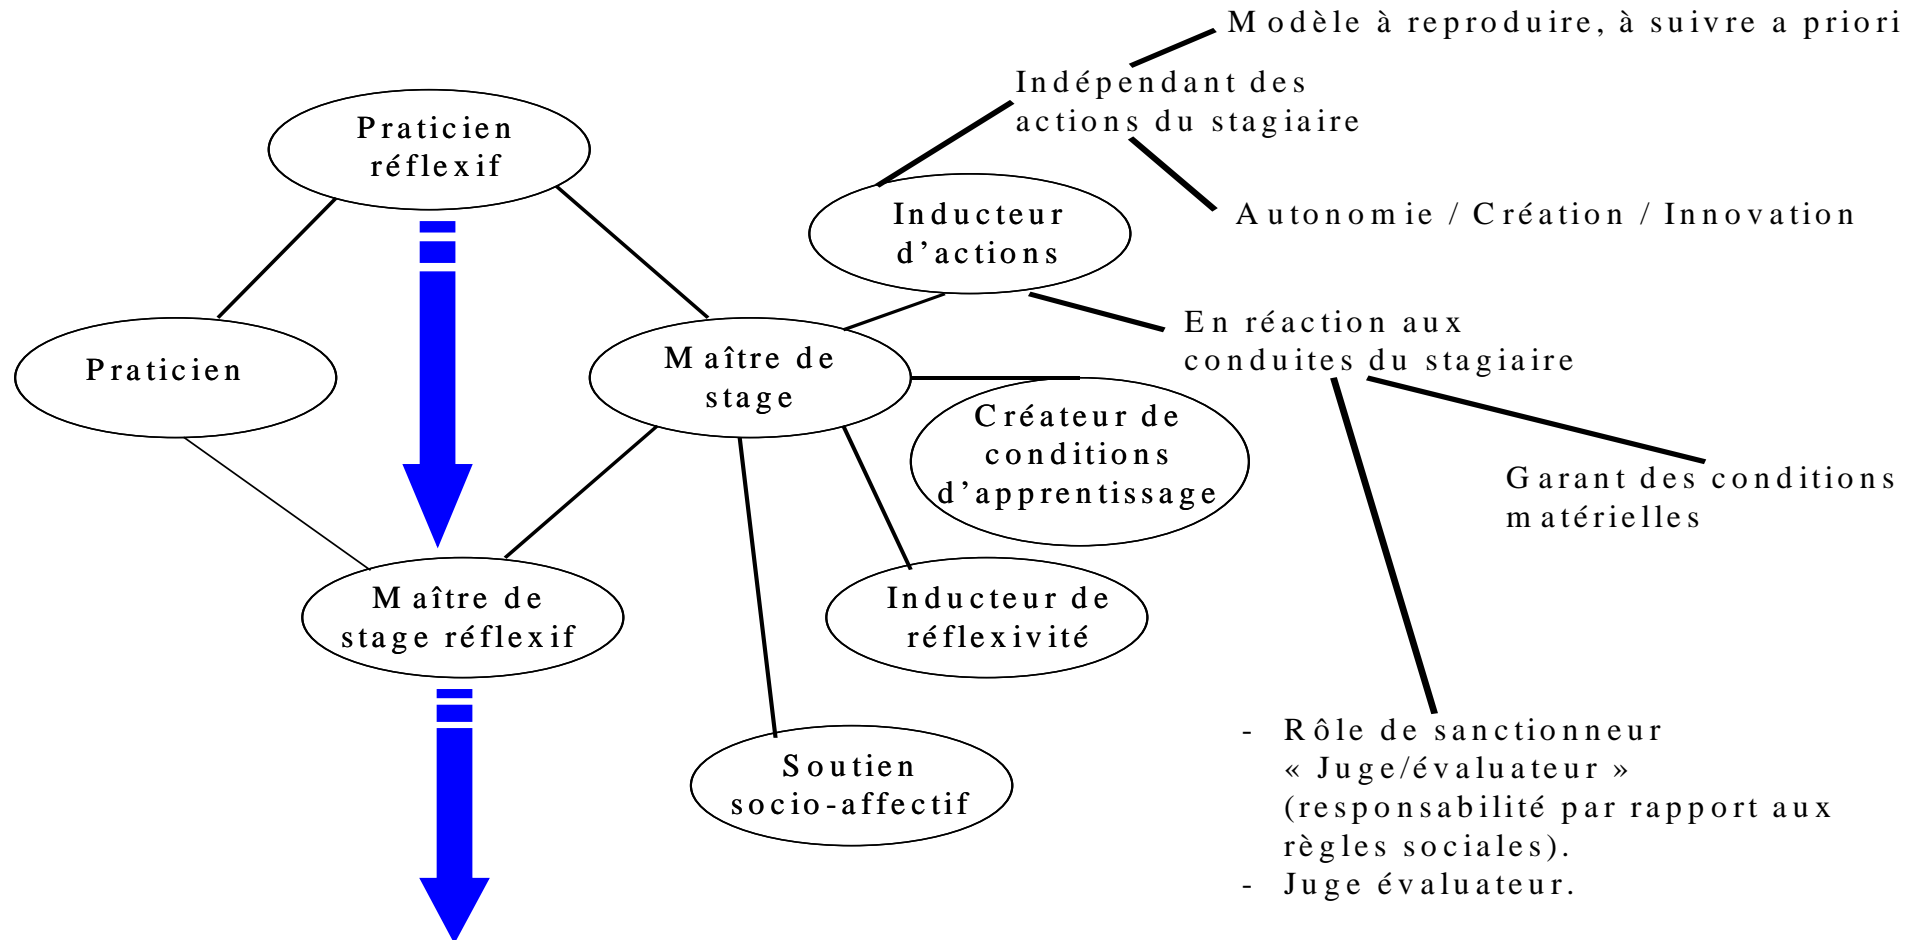 Modèle à reproduire, à suivre a priori
Indépendant des
actions du stagiaire
Praticien
réflexif
Inducteur
d’actions
Autonomie / Création / Innovation
En réaction aux
conduites du stagiaire
Praticien
Maître de
stage
Créateur de
conditions
d’apprentissage
Garant des conditions
matérielles
Maître de
stage réflexif
Inducteur de
réflexivité
Soutien
socio-affectif
- Rôle de sanctionneur
« Juge/évaluateur »
(responsabilité par rapport aux
règles sociales).
- Juge évaluateur.